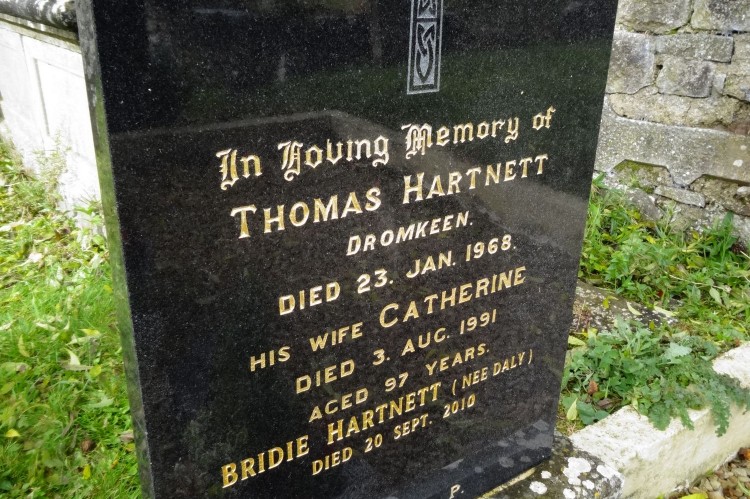 In Loving Memory of
THOMAS HARTNETT
DROMKEEN.
DIED 23. JAN. 1968.
HIS WIFE CATHERINE
DIED 3. AUG. 1991
AGED 97 YEARS.
BRIDIE HARTNETT (NEE DALY)
DIED 20 SEPT. 2010
P.